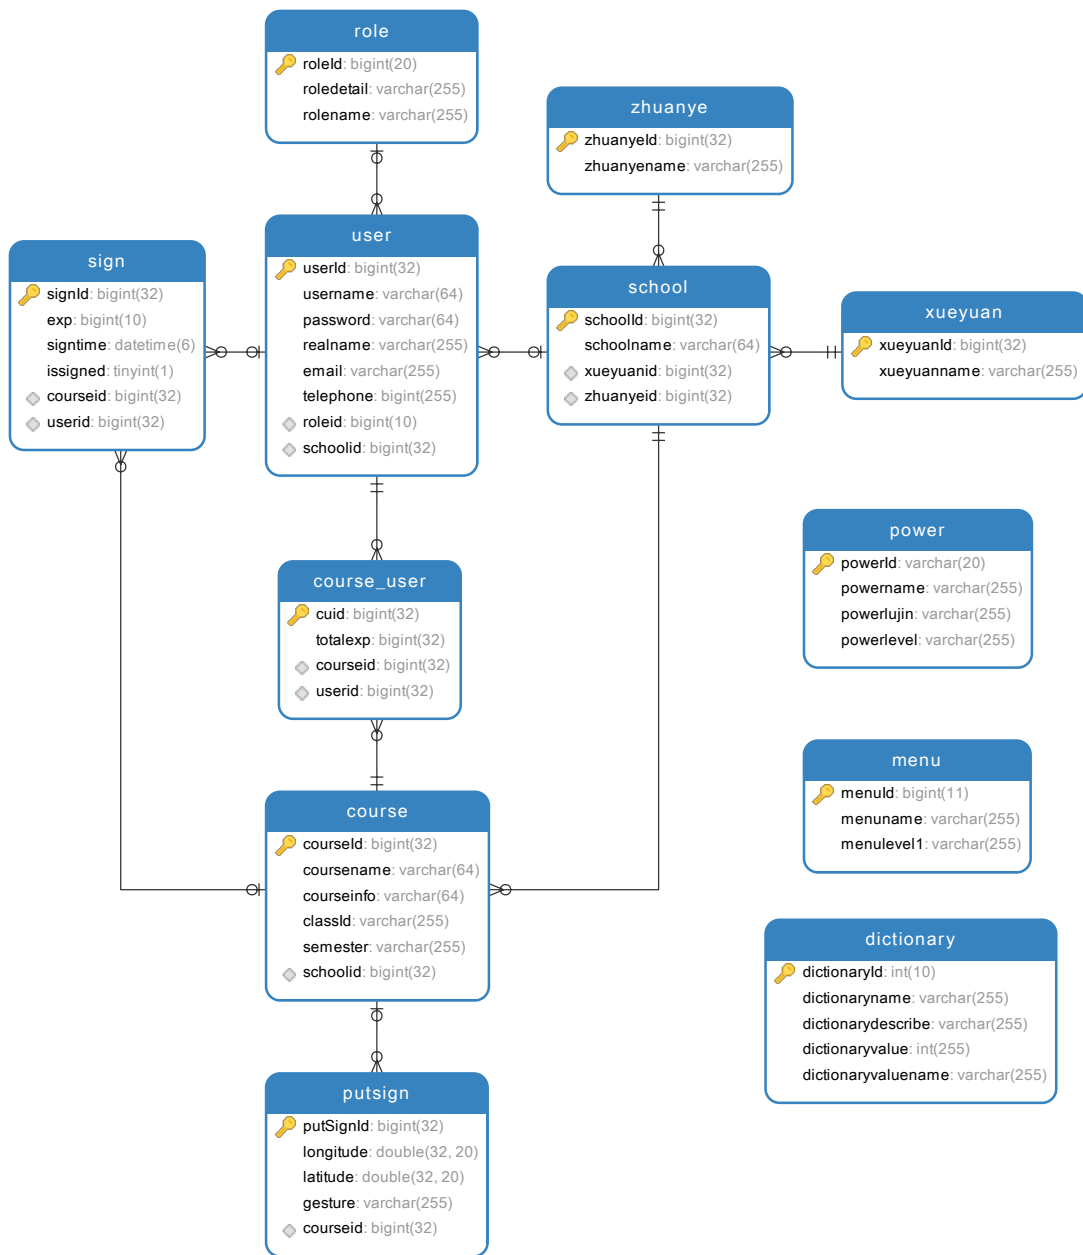 role
roleId: bigint(20)
roledetail: varchar(255)
rolename: varchar(255)
zhuanye
zhuanyeId: bigint(32)
zhuanyename: varchar(255)
user
userId: bigint(32)
username: varchar(64)
password: varchar(64)
realname: varchar(255)
email: varchar(255)
telephone: bigint(255)
roleid: bigint(10)
schoolid: bigint(32)
sign
signId: bigint(32)
exp: bigint(10)
signtime: datetime(6)
issigned: tinyint(1)
courseid: bigint(32)
userid: bigint(32)
school
schoolId: bigint(32)
schoolname: varchar(64)
xueyuanid: bigint(32)
zhuanyeid: bigint(32)
xueyuan
xueyuanId: bigint(32)
xueyuanname: varchar(255)
power
powerId: varchar(20)
powername: varchar(255)
powerlujin: varchar(255)
powerlevel: varchar(255)
course_user
cuid: bigint(32)
totalexp: bigint(32)
courseid: bigint(32)
userid: bigint(32)
menu
menuId: bigint(11)
menuname: varchar(255)
menulevel1: varchar(255)
course
courseId: bigint(32)
coursename: varchar(64)
courseinfo: varchar(64)
classId: varchar(255)
semester: varchar(255)
schoolid: bigint(32)
dictionary
dictionaryId: int(10)
dictionaryname: varchar(255)
dictionarydescribe: varchar(255)
dictionaryvalue: int(255)
dictionaryvaluename: varchar(255)
putsign
putSignId: bigint(32)
longitude: double(32, 20)
latitude: double(32, 20)
gesture: varchar(255)
courseid: bigint(32)